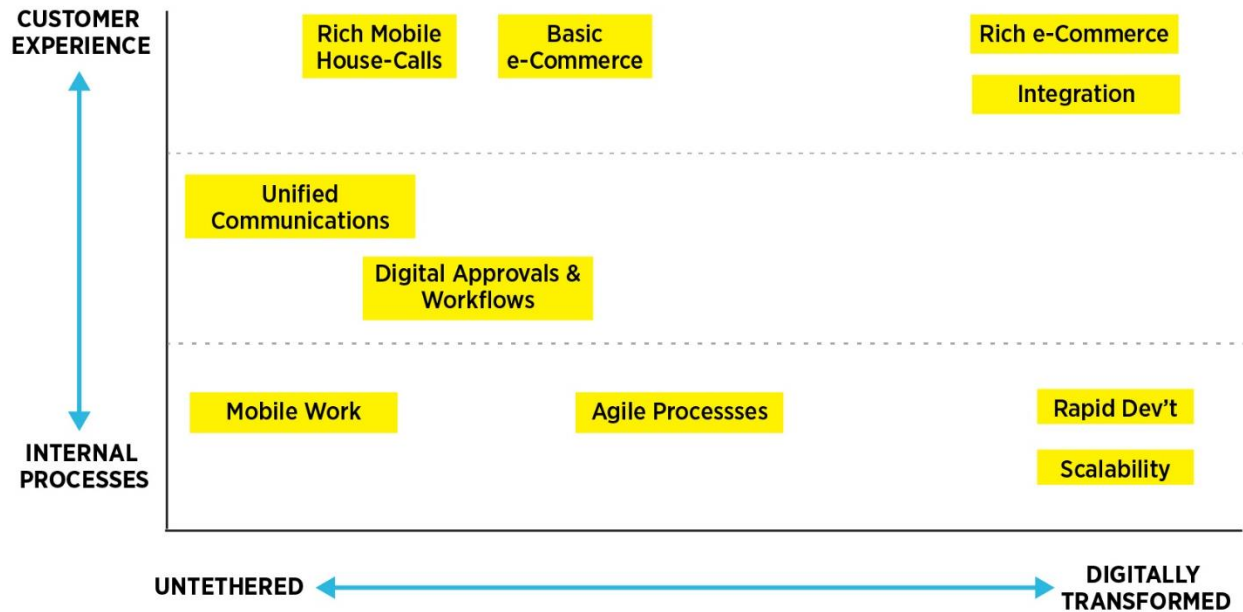 CUSTOMER
EXPERIENCE
Rich Mobile
House-Calls
Basic
e-Commerce
Rich e-Commerce
Integration
Unified
Communications
Digital Approvals &
Workflows
Mobile Work
Agile Processses
Rapid Dev't
Scalability
INTERNAL
PROCESSES
UNTETHERED
DIGITALLY
TRANSFORMED